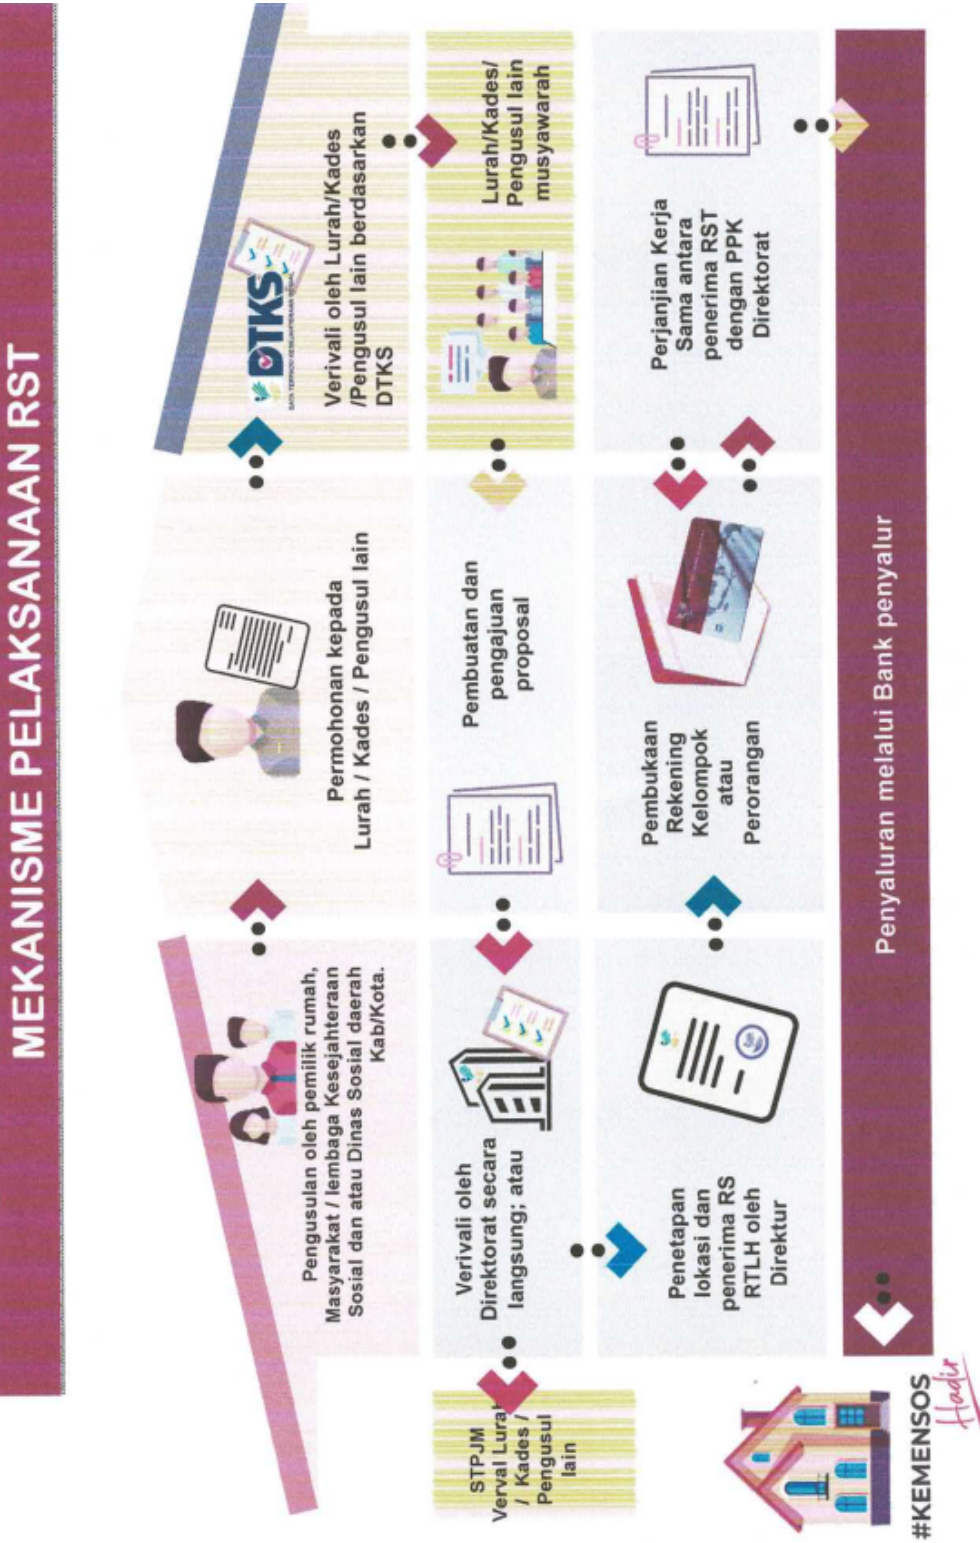 MEKANISME PELAKSANAAN RST
Pengusulan oleh pemilik rumah,
Masyarakat / lembaga Kesejahteraan
Sosial dan atau Dinas Sosial daerah
Kab/Kota.
Permohonan kepada
Lurah / Kades / Pengusul lain
DTKS
DATA TERPADU KESEJAHTERAAN SOSIAL
Verivali oleh Lurah/Kades
/Pengusul lain berdasarkan
DTKS
Lurah/Kades/
Pengusul lain
musyawarah
Pembuatan dan
pengajuan
proposal
Verivali oleh
Direktorat secara
langsung; atau
STPJM
Verval Lurah
/ Kades /
Pengusul
lain
Penetapan
lokasi dan
penerima RS
RTLH oleh
Direktur
Pembukaan
Rekening
Kelompok
atau
Perorangan
Perjanjian Kerja
Sama antara
penerima RST
dengan PPK
Direktorat
Penyaluran melalui Bank penyalur
#KEMENSOS
Hadir